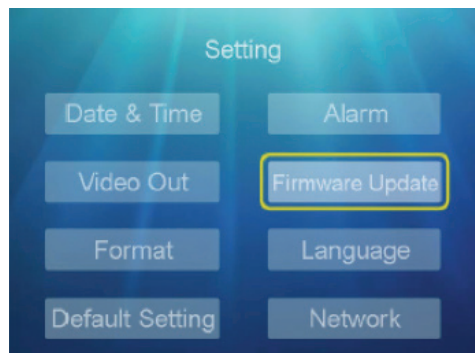 Setting
Date & Time
Alarm
Video Out
Firmware Update
Format
Language
Default Setting
Network